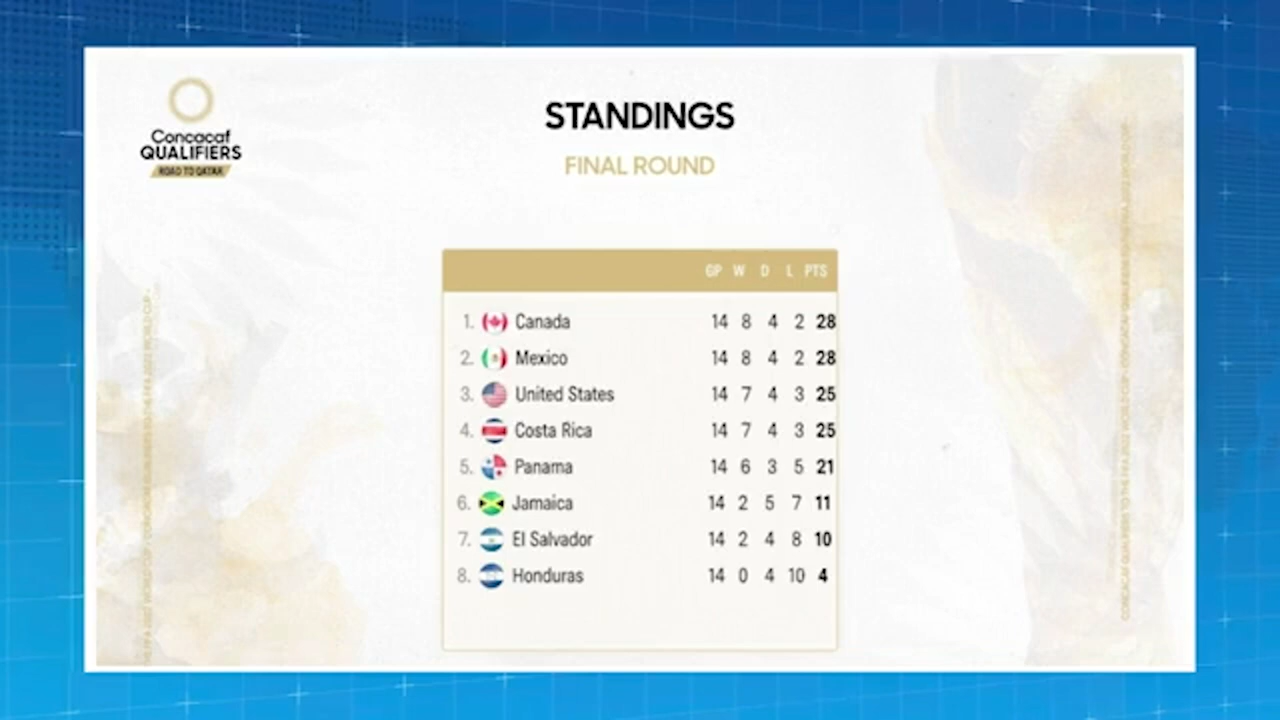 Concacaf
QUALIFIERS
ROAD TO QATAR
STANDINGS
FINAL ROUND
GP W D L PTS
1. Canada 14 8 4 2 28
2. Mexico 14 8 4 2 28
3. United States 14 7 4 3 25
4. Costa Rica 14 7 4 3 25
5. Panama 14 6 3 5 21
6. Jamaica 14 2 5 7 11
7. El Salvador 14 2 4 8 10
8. Honduras 14 0 4 10 4